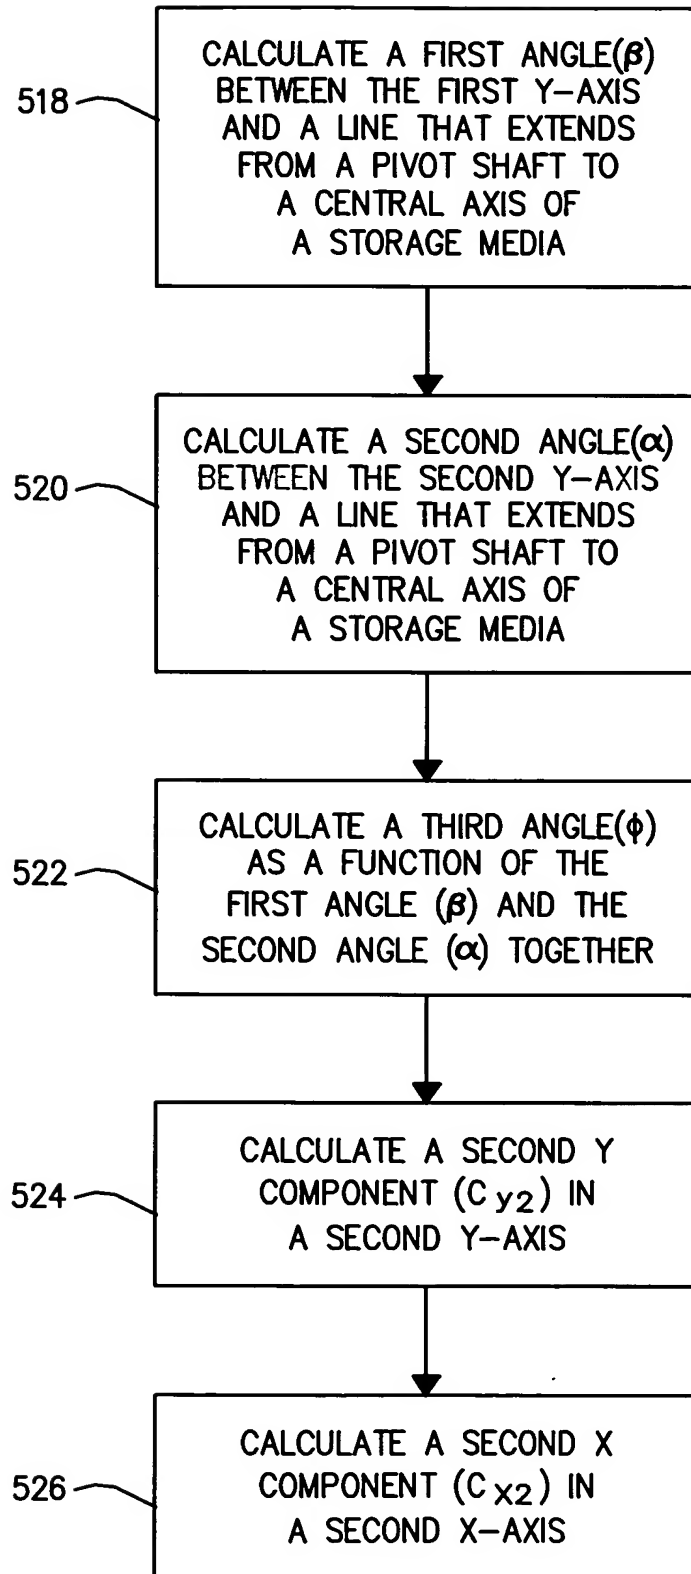 518
CALCULATE A FIRST ANGLE(β)
BETWEEN THE FIRST Y-AXIS
AND A LINE THAT EXTENDS
FROM A PIVOT SHAFT TO
A CENTRAL AXIS OF
A STORAGE MEDIA
520
CALCULATE A SECOND ANGLE(α)
BETWEEN THE SECOND Y-AXIS
AND A LINE THAT EXTENDS
FROM A PIVOT SHAFT TO
A CENTRAL AXIS OF
A STORAGE MEDIA
522
CALCULATE A THIRD ANGLE(ϕ)
AS A FUNCTION OF THE
FIRST ANGLE (β) AND THE
SECOND ANGLE (α) TOGETHER
524
CALCULATE A SECOND Y
COMPONENT (C y2) IN
A SECOND Y-AXIS
526
CALCULATE A SECOND X
COMPONENT (C X2) IN
A SECOND X-AXIS